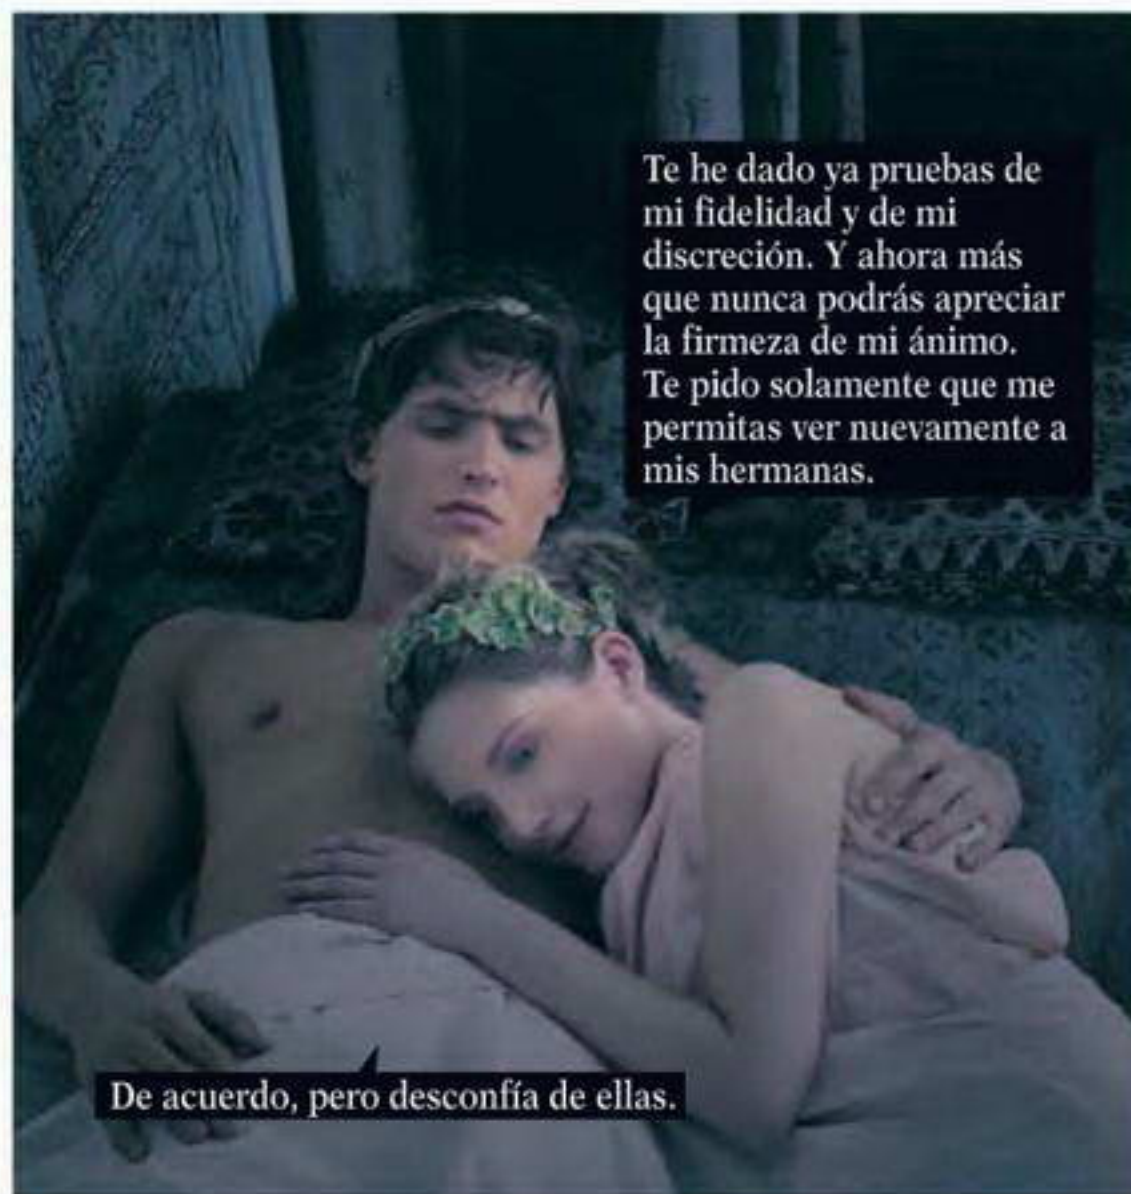 Te he dado ya pruebas de
mi fidelidad y de mi
discreción. Y ahora más
que nunca podrás apreciar
la firmeza de mi ánimo.
Te pido solamente que me
permitas ver nuevamente a
mis hermanas.
De acuerdo, pero desconfía de ellas.